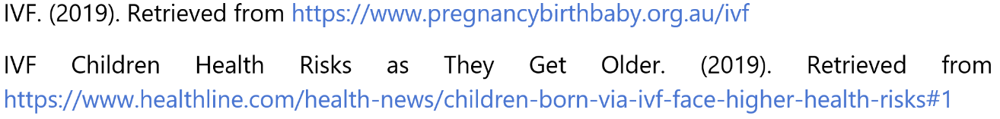 IVF. (2019). Retrieved from https://www.pregnancybirthbaby.org.au/ivf
IVF Children Health Risks as They Get Older. (2019). Retrieved from
https://www.healthline.com/health-news/children-born-via-ivf-face-higher-health-risks#1